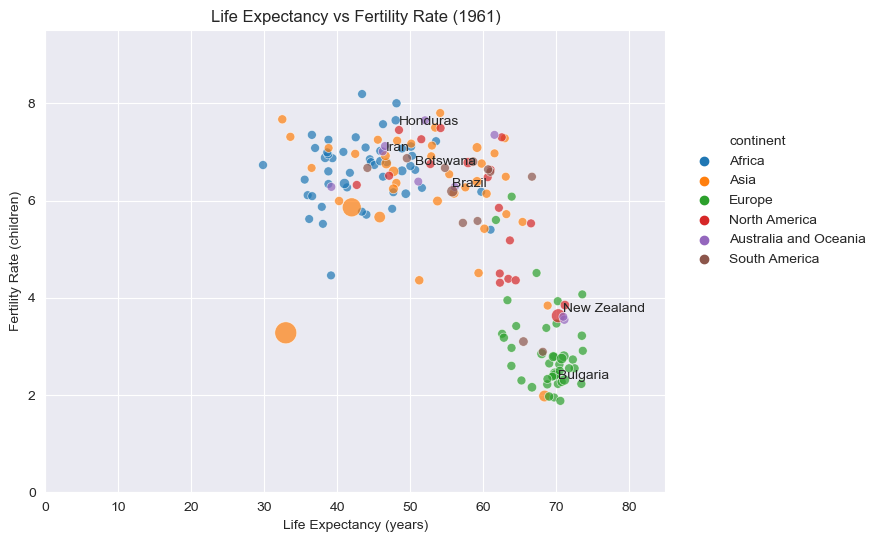 Life Expectancy vs Fertility Rate (1961)
8
6
4
2
0
Fertility Rate (children)
0 10 20 30 40 50 60 70 80
Life Expectancy (years)
Honduras
Iran
Botswana
Brazil
New Zealand
Bulgaria
continent
Africa
Asia
Europe
North America
Australia and Oceania
South America